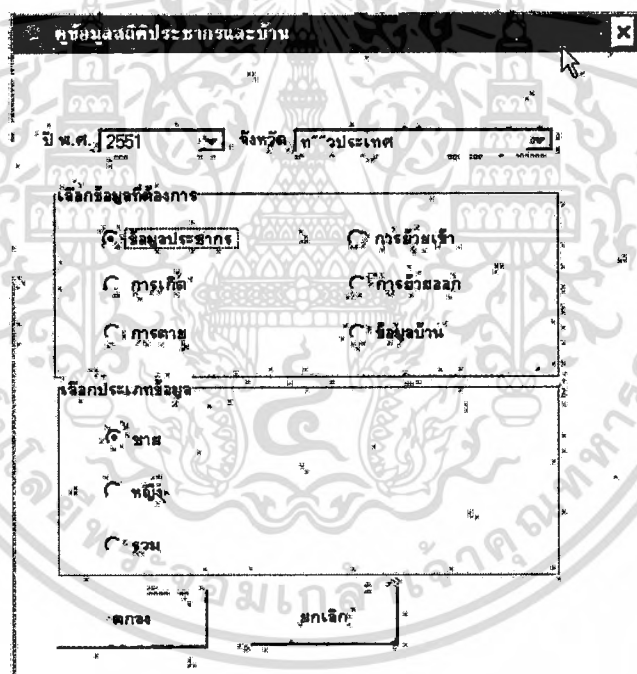 ดูข้อมูลสถิติประชากรและบ้าน
ปี พ.ศ. 2551 จังหวัด ทั่วประเทศ
เลือกข้อมูลที่ต้องการ
ข้อมูลประชากร การย้ายเข้า
การเกิด การย้ายออก
การตาย ข้อมูลบ้าน
เลือกประเภทข้อมูล
ชาย
หญิง
รวม
ตกลง ยกเลิก